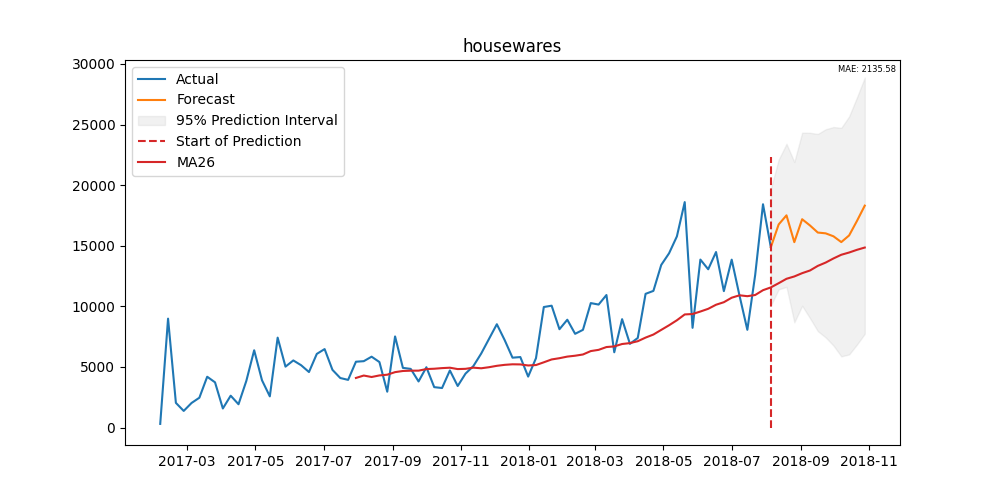 housewares
MAE: 2135.58
Actual
Forecast
95% Prediction Interval
Start of Prediction
MA26
30000
25000
20000
15000
10000
5000
0
2017-03 2017-05 2017-07 2017-09 2017-11 2018-01 2018-03 2018-05 2018-07 2018-09 2018-11